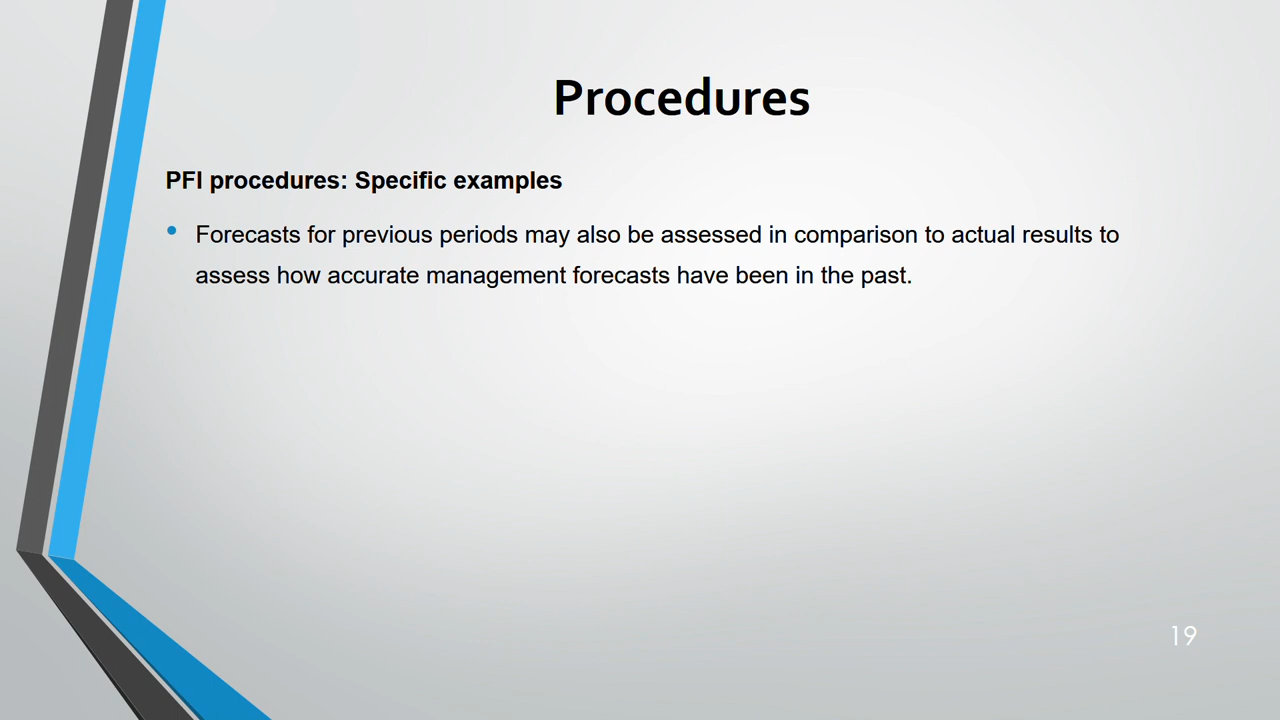 Procedures
PFI procedures: Specific examples
• Forecasts for previous periods may also be assessed in comparison to actual results to
assess how accurate management forecasts have been in the past.
19